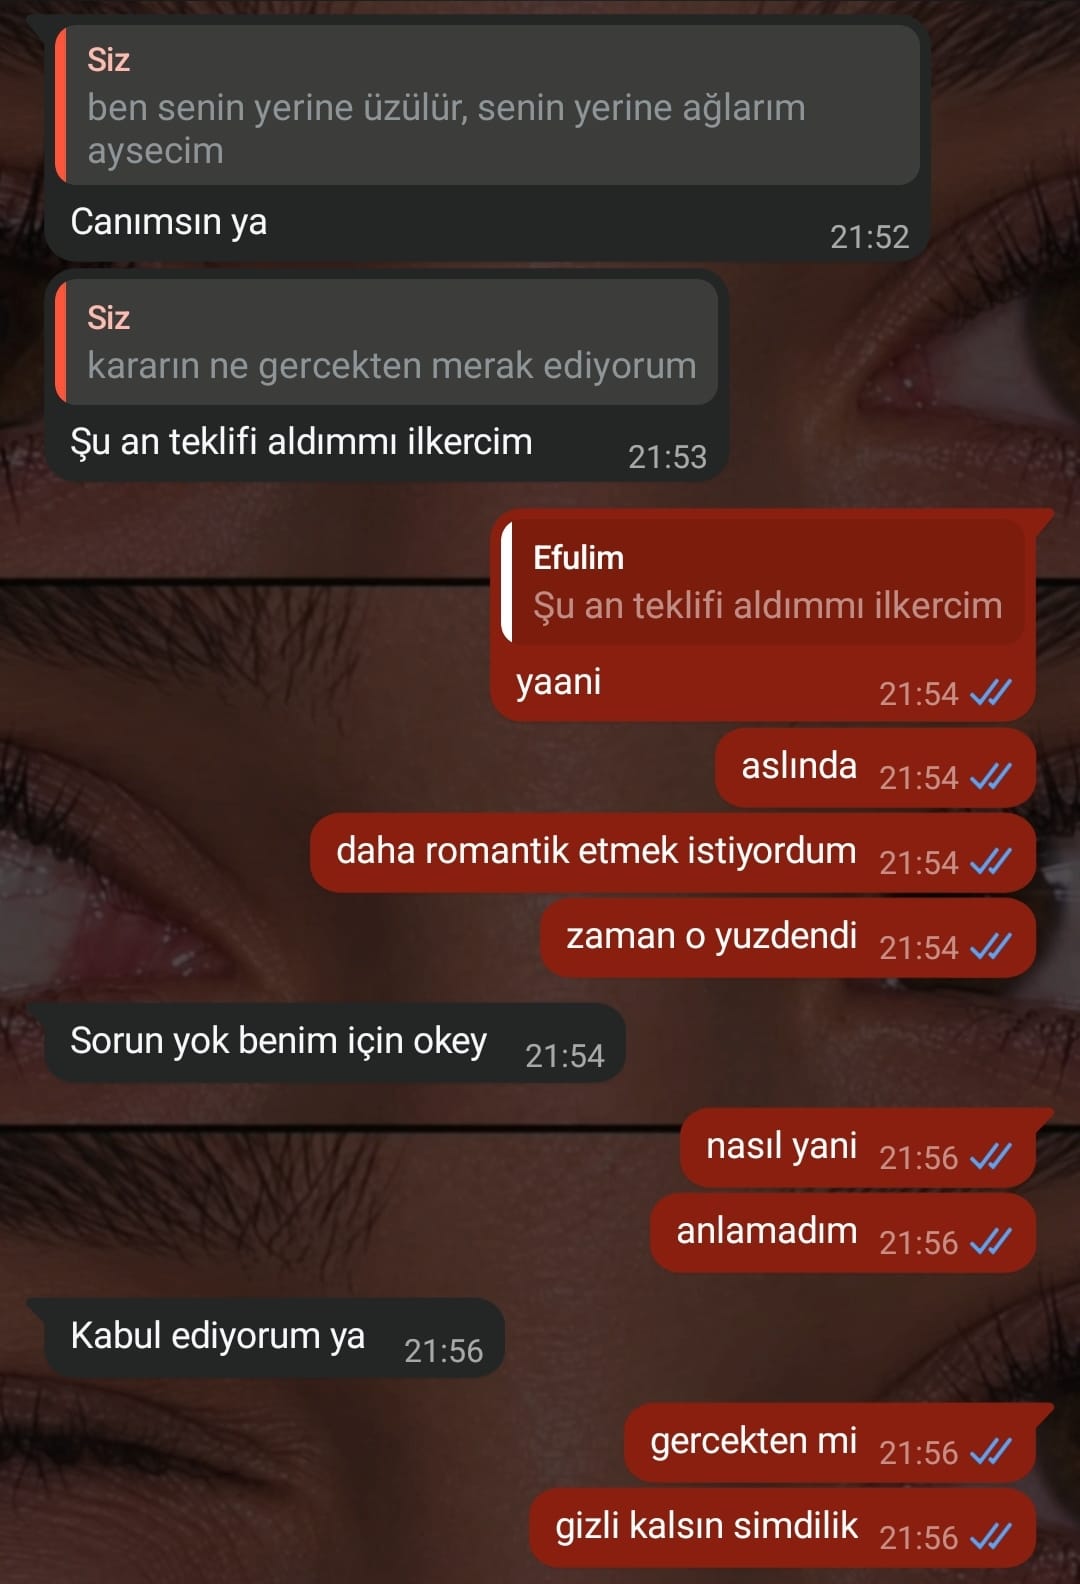 Siz
ben senin yerine üzülür, senin yerine ağlarım
aysecim
Canımsın ya
21:52
Siz
kararın ne gercekten merak ediyorum
Şu an teklifi aldımmı ilkercim
21:53
Efulim
Şu an teklifi aldımmı ilkercim
yaani
21:54
aslında 21:54
daha romantik etmek istiyordum 21:54
zaman o yuzdendi 21:54
Sorun yok benim için okey 21:54
nasıl yani 21:56
anlamadım 21:56
Kabul ediyorum ya 21:56
gercekten mi 21:56
gizli kalsın simdilik 21:56